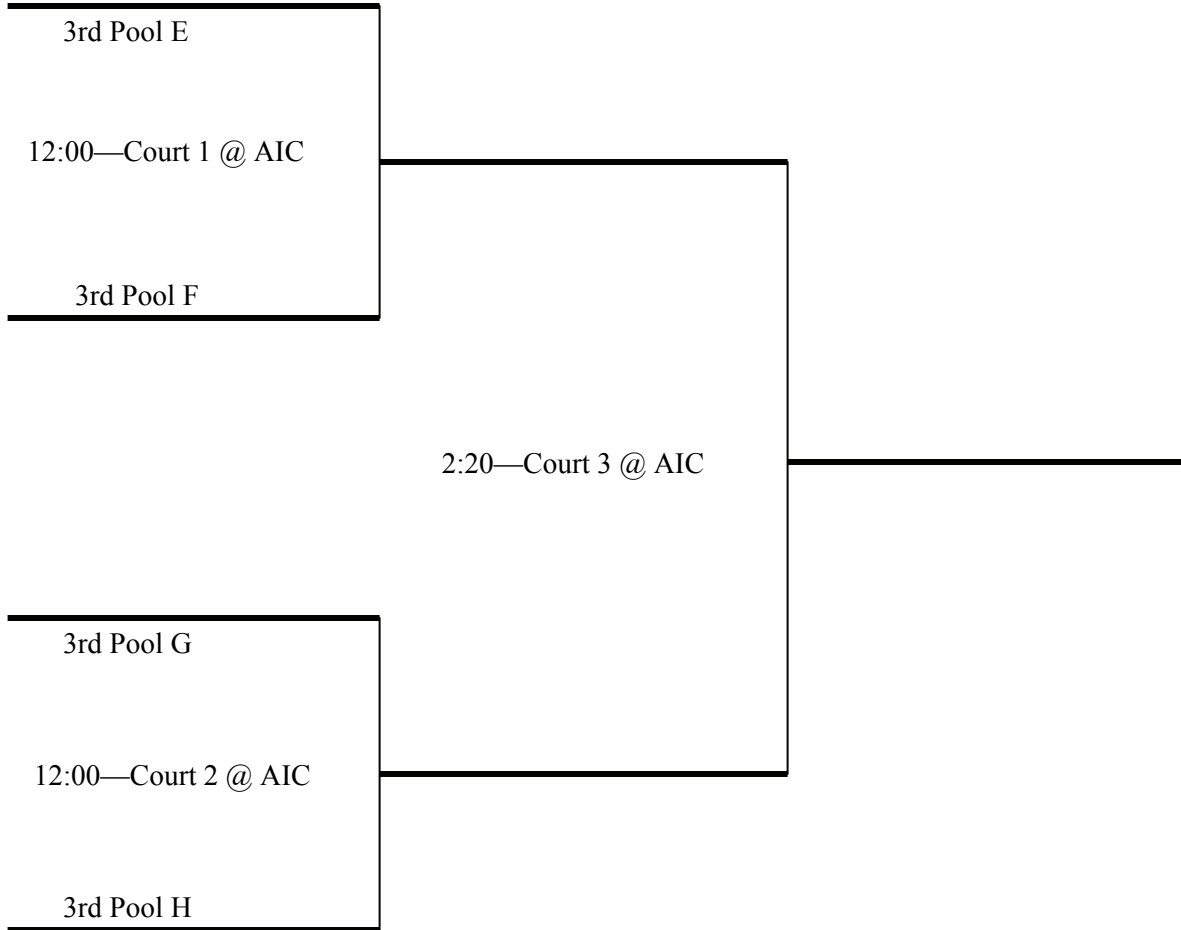 3rd Pool E
12:00—Court 1 @ AIC
3rd Pool F
2:20—Court 3 @ AIC
3rd Pool G
12:00—Court 2 @ AIC
3rd Pool H